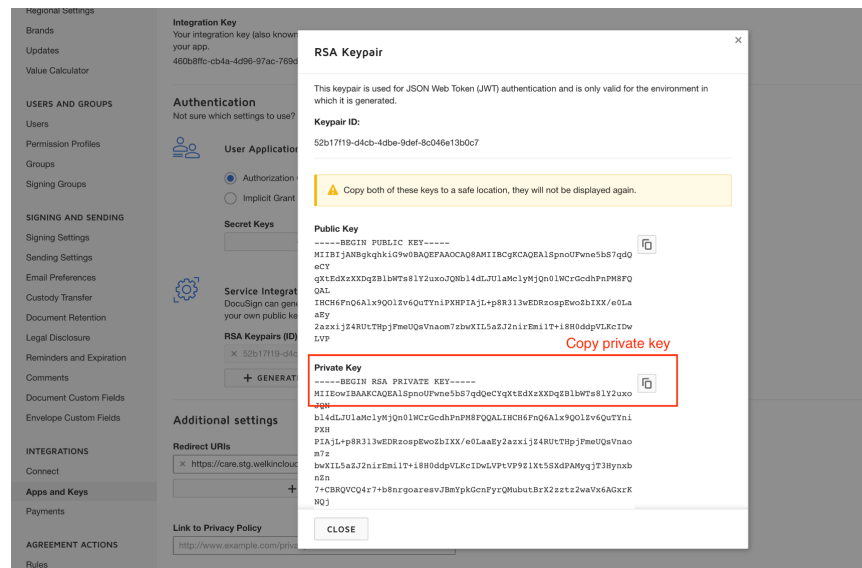 Regional Settings
Brands
Updates
Value Calculator
USERS AND GROUPS
Users
Permission Profiles
Groups
Signing Groups
SIGNING AND SENDING
Signing Settings
Sending Settings
Email Preferences
Custody Transfer
Document Retention
Legal Disclosure
Reminders and Expiration
Comments
Document Custom Fields
Envelope Custom Fields
INTEGRATIONS
Connect
Apps and Keys
Payments
AGREEMENT ACTIONS
Rules
Integration Key
Your integration key (also known
your app.
460b8ffc-cb4a-4d96-97ac-769d
Authentication
Not sure which settings to use?
User Application
Authorization
Implicit Grant
Secret Keys
Service Integrat
DocuSign can gene
your own public ke
RSA Keypairs (ID)
× 52b17f19-d4c
+ GENERATE
Additional settings
Redirect URIs
× https://care.stg.welkincloud
+
Link to Privacy Policy
http://www.example.com/priva
RSA Keypair
×
This keypair is used for JSON Web Token (JWT) authentication and is only valid for the environment in
which it is generated.
Keypair ID:
52b17f19-d4cb-4dbe-9def-8c046e13b0c7
Copy both of these keys to a safe location, they will not be displayed again.
Public Key
-----BEGIN PUBLIC KEY-----
MIIBIjANBgkqhkiG9w0BAQEFAAOCAQ8AMIIBCgKCAQEAlSpnoUFwne5bS7qdQ
eCY
qXtEdXzXXDqZBlbWTs8lY2uxoJQNbl4dLJUlaMclyMjQn0lWCrGcdhPnPM8FQ
QAL
IHCH6FnQ6Alx9QOlZv6QuTYniPXHPIAjL+p8R313wEDRzospEwoZbIXX/e0La
aEy
2azxijZ4RUtTHpjFmeUQsVnaom7zbwXIL5aZJ2nirEmilT+i8H0ddpVLKcIDw
LVP
Copy private key
Private Key
-----BEGIN RSA PRIVATE KEY-----
MIIEowIBAAKCAQEAlSpnoUFwne5bS7qdQeCYqXtEdXzXXDqZBlbWTs8lY2uxo
JQN
bl4dLJUlaMclyMjQn0lWCrGcdhPnPM8FQQALIHCH6FnQ6Alx9QOlZv6QuTYni
PXH
PIAjL+p8R313wEDRzospEwoZbIXX/e0LaaEy2azxijZ4RUtTHpjFmeUQsVnao
m7z
bwXIL5aZJ2nirEmilT+i8H0ddpVLKcIDwLVPtVP9ZlXt5SXdPAMyqjT3Hynxb
nZn
7+CBRQVCQ4r7+b8nrgoaresvJBmYpkGcnFyrQMubutBrX2zztz2waVx6AGxrK
NQj
CLOSE